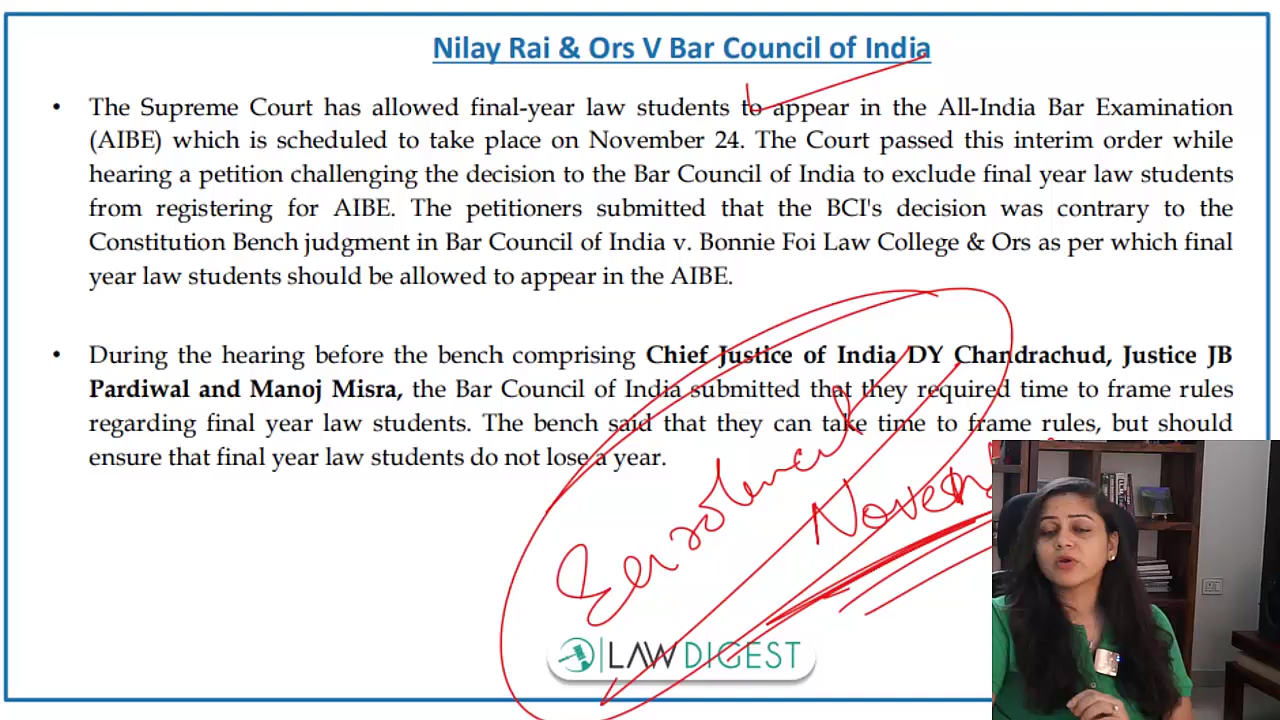 Nilay Rai & Ors V Bar Council of India
• The Supreme Court has allowed final-year law students to appear in the All-India Bar Examination
(AIBE) which is scheduled to take place on November 24. The Court passed this interim order while
hearing a petition challenging the decision to the Bar Council of India to exclude final year law students
from registering for AIBE. The petitioners submitted that the BCI's decision was contrary to the
Constitution Bench judgment in Bar Council of India v. Bonnie Foi Law College & Ors as per which final
year law students should be allowed to appear in the AIBE.
• During the hearing before the bench comprising Chief Justice of India DY Chandrachud, Justice JB
Pardiwal and Manoj Misra, the Bar Council of India submitted that they required time to frame rules
regarding final year law students. The bench said that they can take time to frame rules, but should
ensure that final year law students do not lose a year.
LAW DIGEST